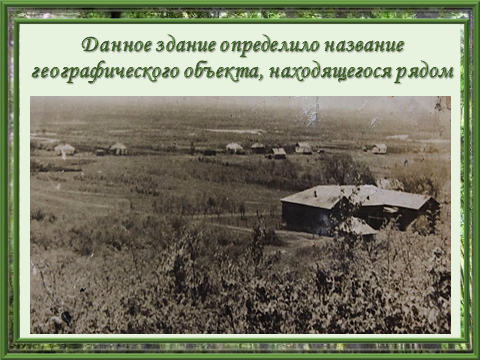 Данное здание определило название
географического объекта, находящегося рядом